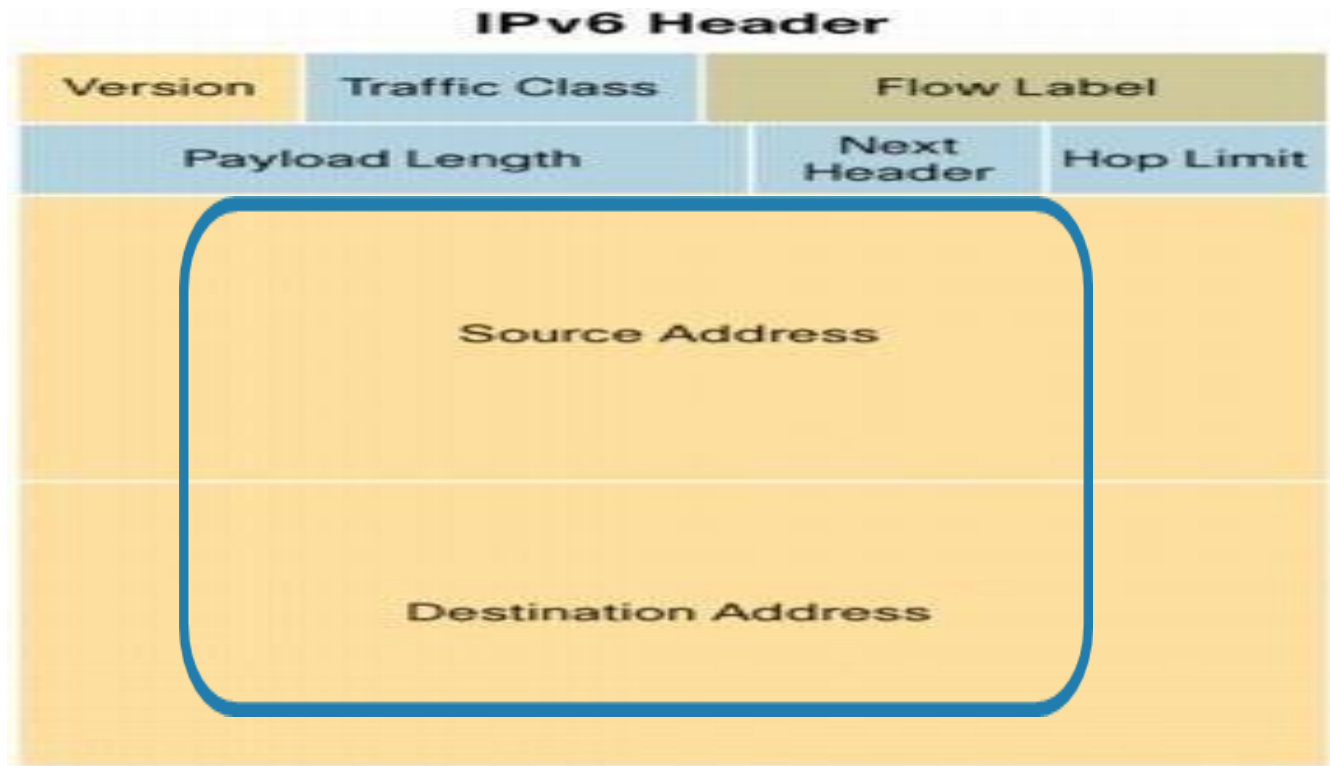 IPv6 Header
Version Traffic Class Flow Label
Payload Length Next Header Hop Limit
Source Address
Destination Address